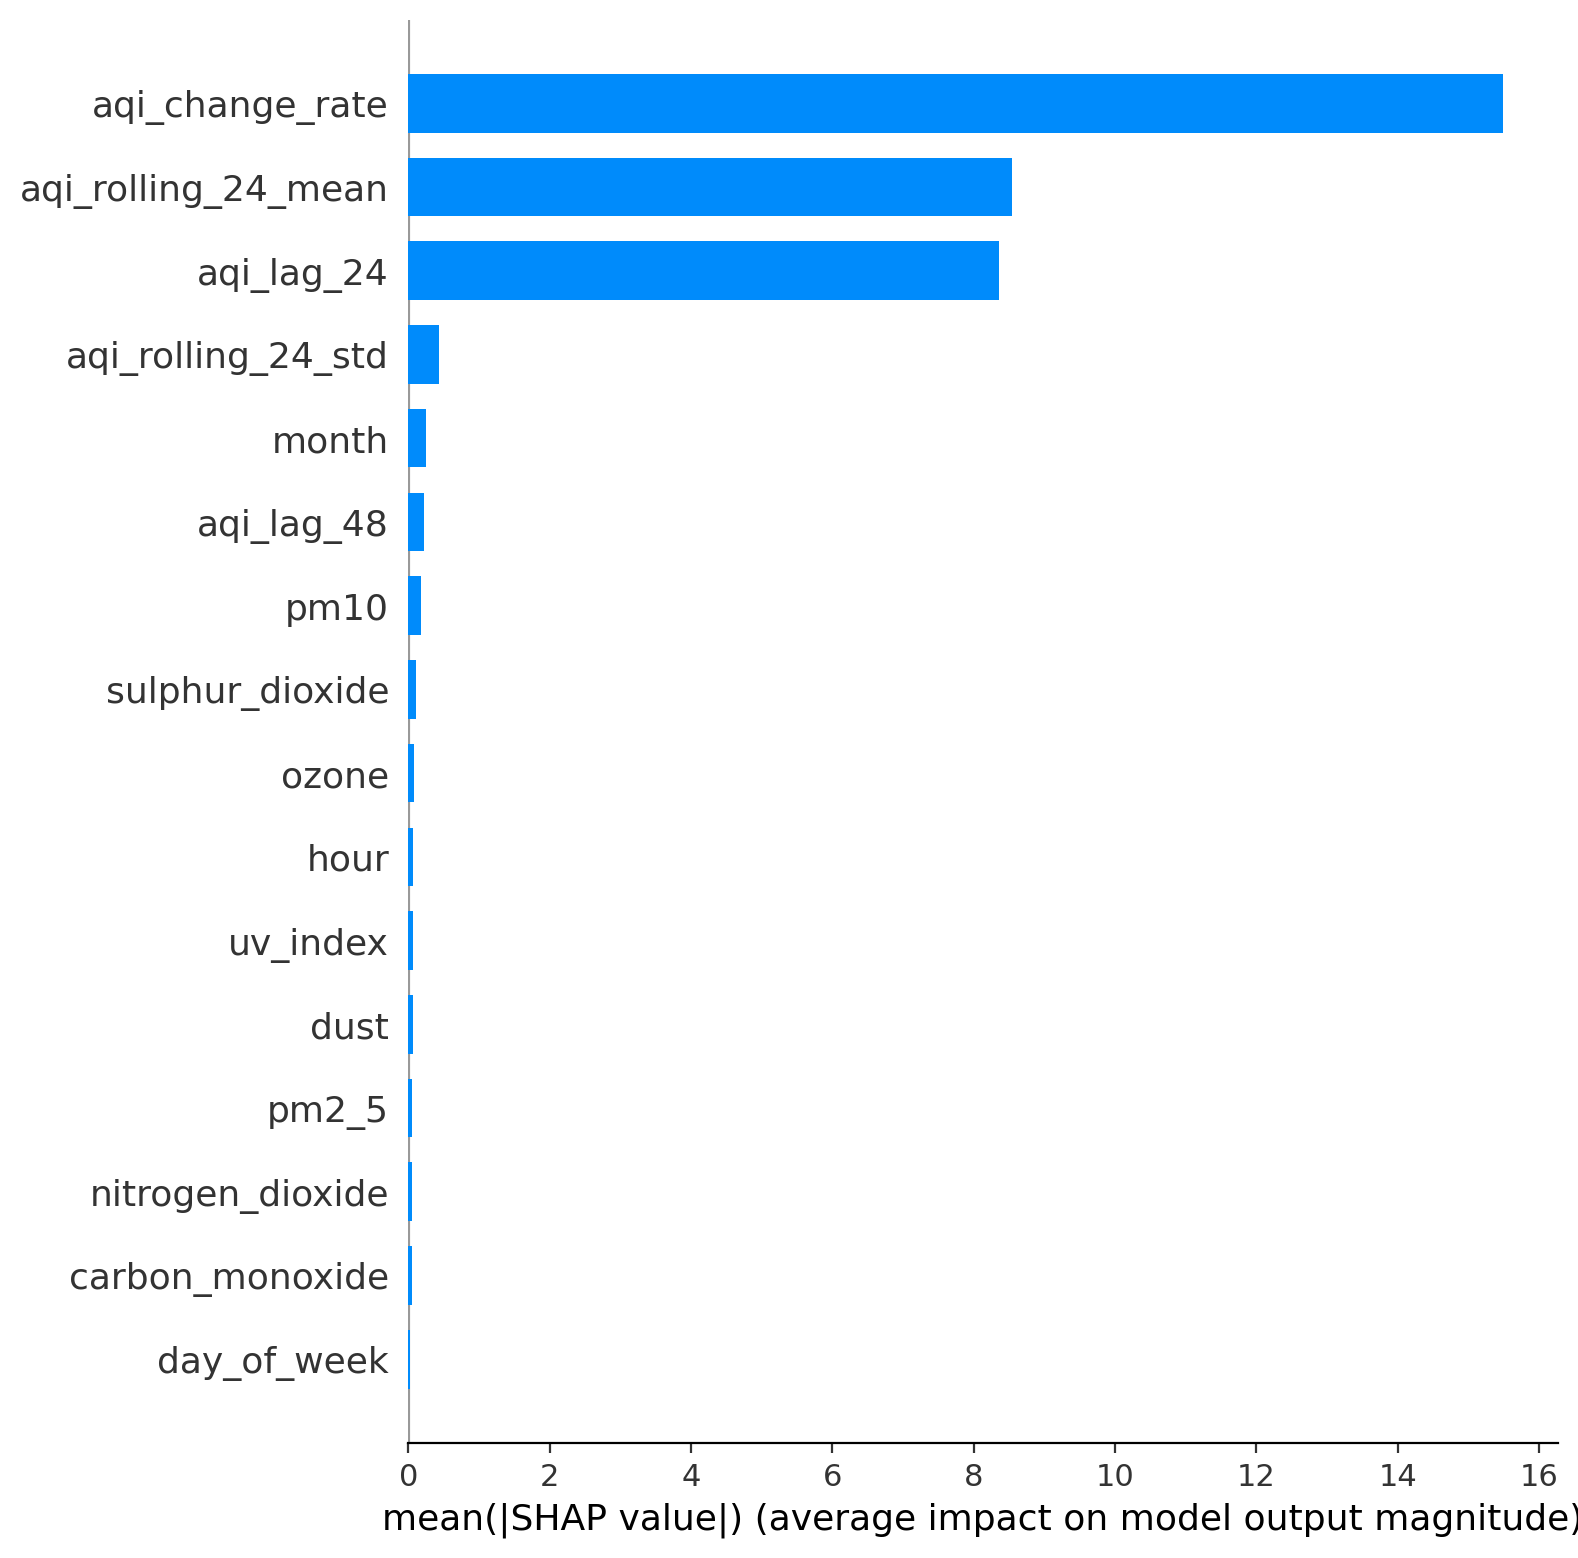 aqi_change_rate
aqi_rolling_24_mean
aqi_lag_24
aqi_rolling_24_std
month
aqi_lag_48
pm10
sulphur_dioxide
ozone
hour
uv_index
dust
pm2_5
nitrogen_dioxide
carbon_monoxide
day_of_week
0 2 4 6 8 10 12 14 16
mean(|SHAP value|) (average impact on model output magnitude)